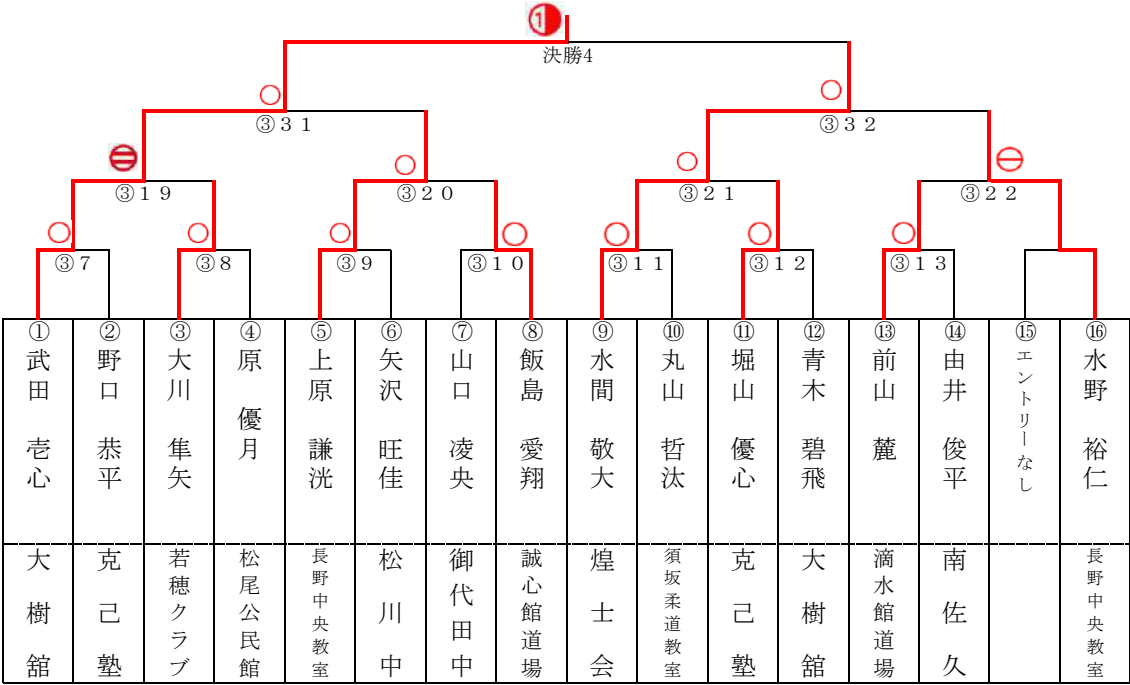 1
決勝4
③31
③32
③19
③20
③21
③22
③7
③8
③9
③10
③11
③12
③13
① 武田 壱心 大樹舘
② 野口 恭平 克己塾
③ 大川 隼矢 若穂クラブ
④ 原 優月 松尾公民館
⑤ 上原 謙洸 長野中央教室
⑥ 矢沢 旺佳 松川中
⑦ 山口 凌央 御代田中
⑧ 飯島 愛翔 誠心館道場
⑨ 水間 敬大 煌士会
⑩ 丸山 哲汰 須坂柔道教室
⑪ 堀山 優心 克己塾
⑫ 青木 碧飛 大樹舘
⑬ 前山 麓 滴水館道場
⑭ 由井 俊平 南佐久
⑮ エントリーなし
⑯ 水野 裕仁 長野中央教室